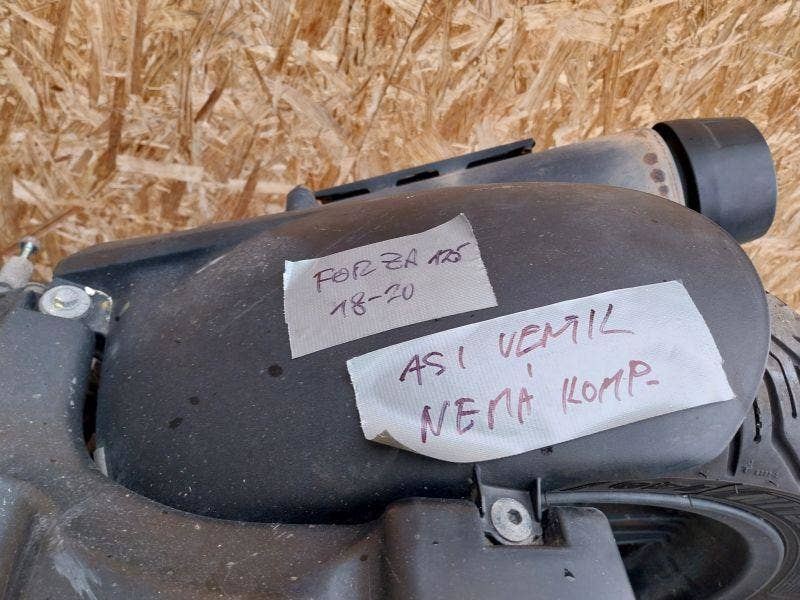 FORZA 125
18-20
ASI VENTIL
NEMÁ KOMP.